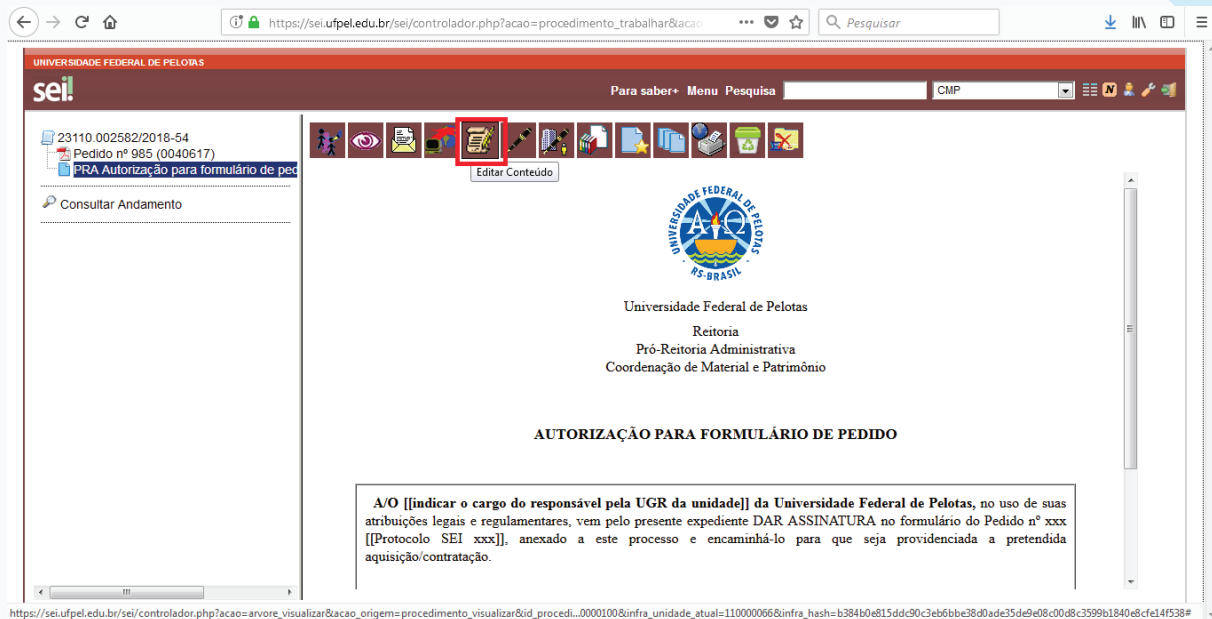 https://sei.ufpel.edu.br/sei/controlador.php?acao=procedimento_trabalhar&acao
Pesquisar
UNIVERSIDADE FEDERAL DE PELOTAS
sei!
Para saber+ Menu Pesquisa
CMP
N
23110.002582/2018-54
Pedido nº 985 (0040617)
PRA Autorização para formulário de ped
Consultar Andamento
Editar Conteúdo
UNIVERSIDADE FEDERAL DE PELOTAS
RS-BRASIL
Universidade Federal de Pelotas
Reitoria
Pró-Reitoria Administrativa
Coordenação de Material e Patrimônio
AUTORIZAÇÃO PARA FORMULÁRIO DE PEDIDO
A/O [[indicar o cargo do responsável pela UGR da unidade]] da Universidade Federal de Pelotas, no uso de suas
atribuições legais e regulamentares, vem pelo presente expediente DAR ASSINATURA no formulário do Pedido nº xxx
[[Protocolo SEI xxx]], anexado a este processo e encaminhá-lo para que seja providenciada a pretendida
aquisição/contratação.
https://sei.ufpel.edu.br/sei/controlador.php?acao=arvore_visualizar&acao_origem=procedimento_visualizar&id_procedi...0000100&infra_unidade_atual=110000066&infra_hash=b384b0e815ddc90c3eb6bbe38d0ade35de9e08c00d8c3599b1840e8cfe14f538#